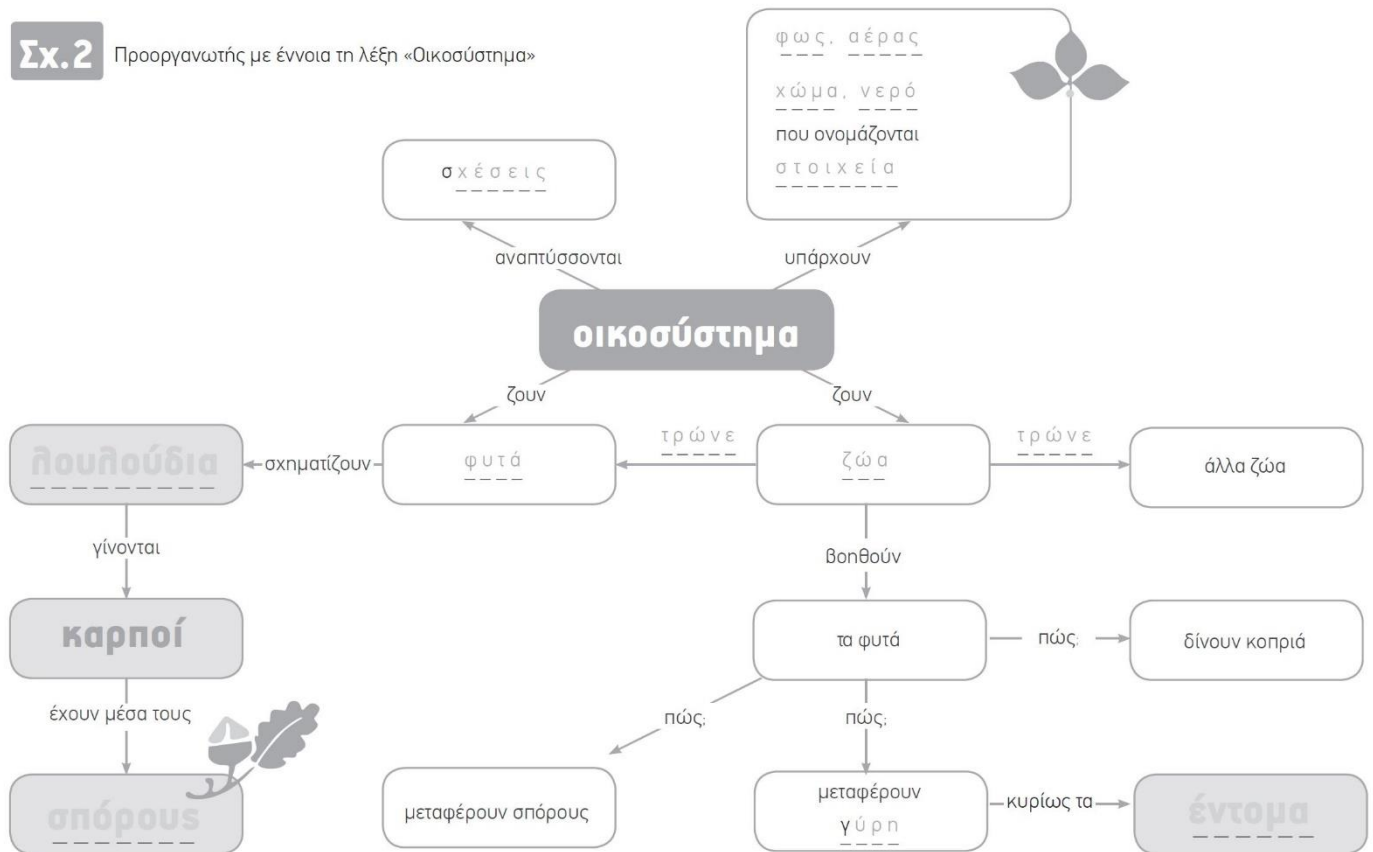 Σχ.2 Προοργανωτής με έννοια τη λέξη «Οικοσύστημα»
φως, αέρας
χώμα, νερό
που ονομάζονται
στοιχεία
σχέσεις
αναπτύσσονται
υπάρχουν
οικοσύστημα
ζουν
ζουν
λουλούδια
σχηματίζουν
φυτά
τρώνε
ζώα
τρώνε
άλλα ζώα
γίνονται
βοηθούν
καρποί
τα φυτά
πώς;
δίνουν κοπριά
έχουν μέσα τους
πώς;
πώς;
σπόρους
μεταφέρουν σπόρους
μεταφέρουν
γύρη
κυρίως τα
έντομα